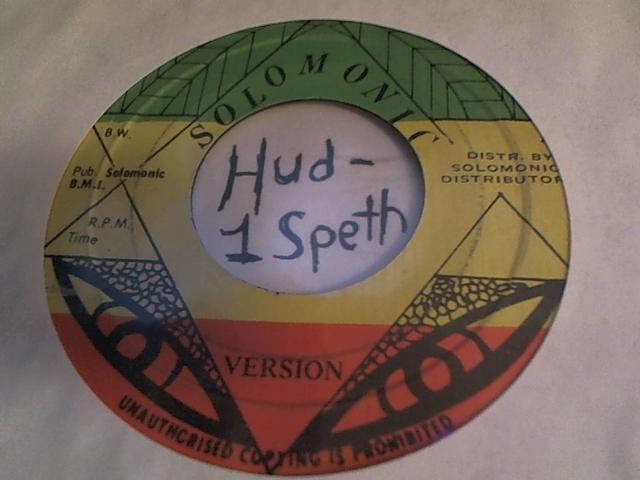 SOLOMONIC
B.W.
Pub. Solomonic
B.M.I.
R.P.M.
Time
Hud-
1 Speth
DISTR. BY
SOLOMONIC
DISTRIBUTOR
VERSION
UNAUTHORISED COPYING IS PROHIBITED